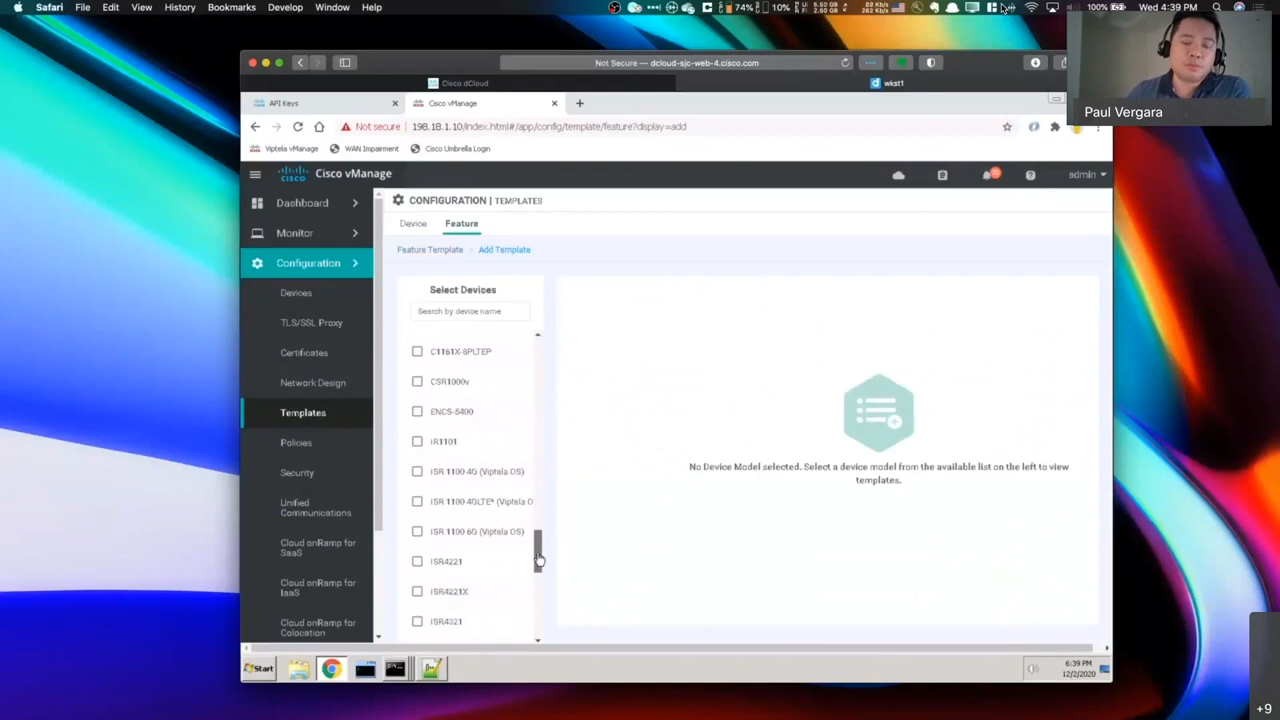 Safari File Edit View History Bookmarks Develop Window Help
74% 10% 100% Wed 4:39 PM
Paul Vergara
Not Secure — dcloud-sjc-web-4.cisco.com
Cisco dCloud
wkst1
API Keys
Cisco vManage
Not secure 198.18.1.10/index.html#/app/config/template/feature?display=add
Viptela vManage WAN Impairment Cisco Umbrella Login
CISCO Cisco vManage
admin
Dashboard
Monitor
Configuration
Devices
TLS/SSL Proxy
Certificates
Network Design
Templates
Policies
Security
Unified
Communications
Cloud onRamp for
SaaS
Cloud onRamp for
IaaS
Cloud onRamp for
Colocation
CONFIGURATION | TEMPLATES
Device Feature
Feature Template Add Template
Select Devices
Search by device name
C1161X-8PLTEP
CSR1000v
ENCS-5400
IR1101
ISR 1100 4G (Viptela OS)
ISR 1100 4GLTE* (Viptela O
ISR 1100 6G (Viptela OS)
ISR4221
ISR4221X
ISR4321
No Device Model selected. Select a device model from the available list on the left to view
templates.
Start
6:39 PM
12/2/2020
+9